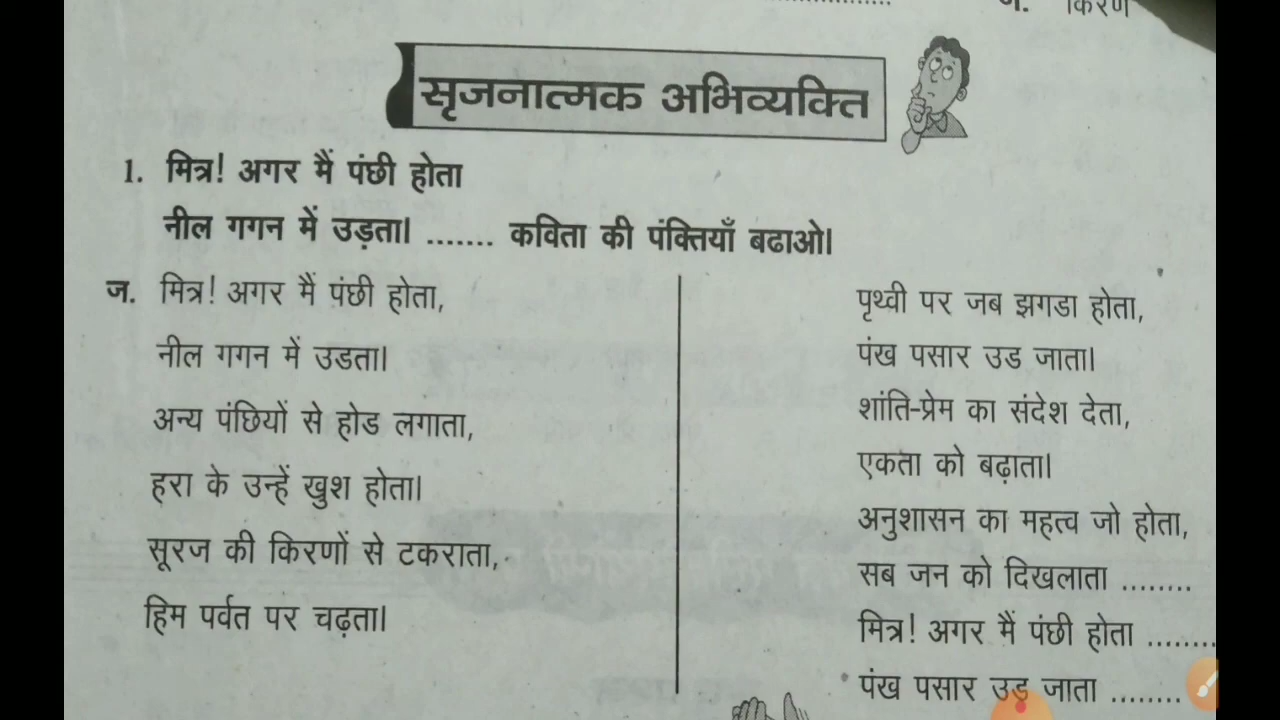 सृजनात्मक अभिव्यक्ति
1. मित्र! अगर मैं पंछी होता
नील गगन में उड़ता। ....... कविता की पंक्तियाँ बढाओ।
ज. मित्र! अगर मैं पंछी होता,
नील गगन में उडता।
अन्य पंछियों से होड लगाता,
हरा के उन्हें खुश होता।
सूरज की किरणों से टकराता,
हिम पर्वत पर चढ़ता।
पृथ्वी पर जब झगडा होता,
पंख पसार उड जाता।
शांति-प्रेम का संदेश देता,
एकता को बढ़ाता।
अनुशासन का महत्व जो होता,
सब जन को दिखलाता ........
मित्र! अगर मैं पंछी होता ........
पंख पसार उड़ जाता ........